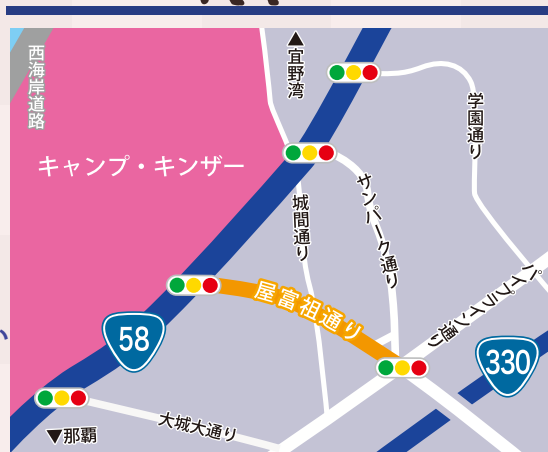 西海岸道路
▲宜野湾
学園通り
キャンプ・キンザー
城間通り
サンパーク通り
屋富祖通り
パイプライン通り
58
330
大城大通り
▼那覇